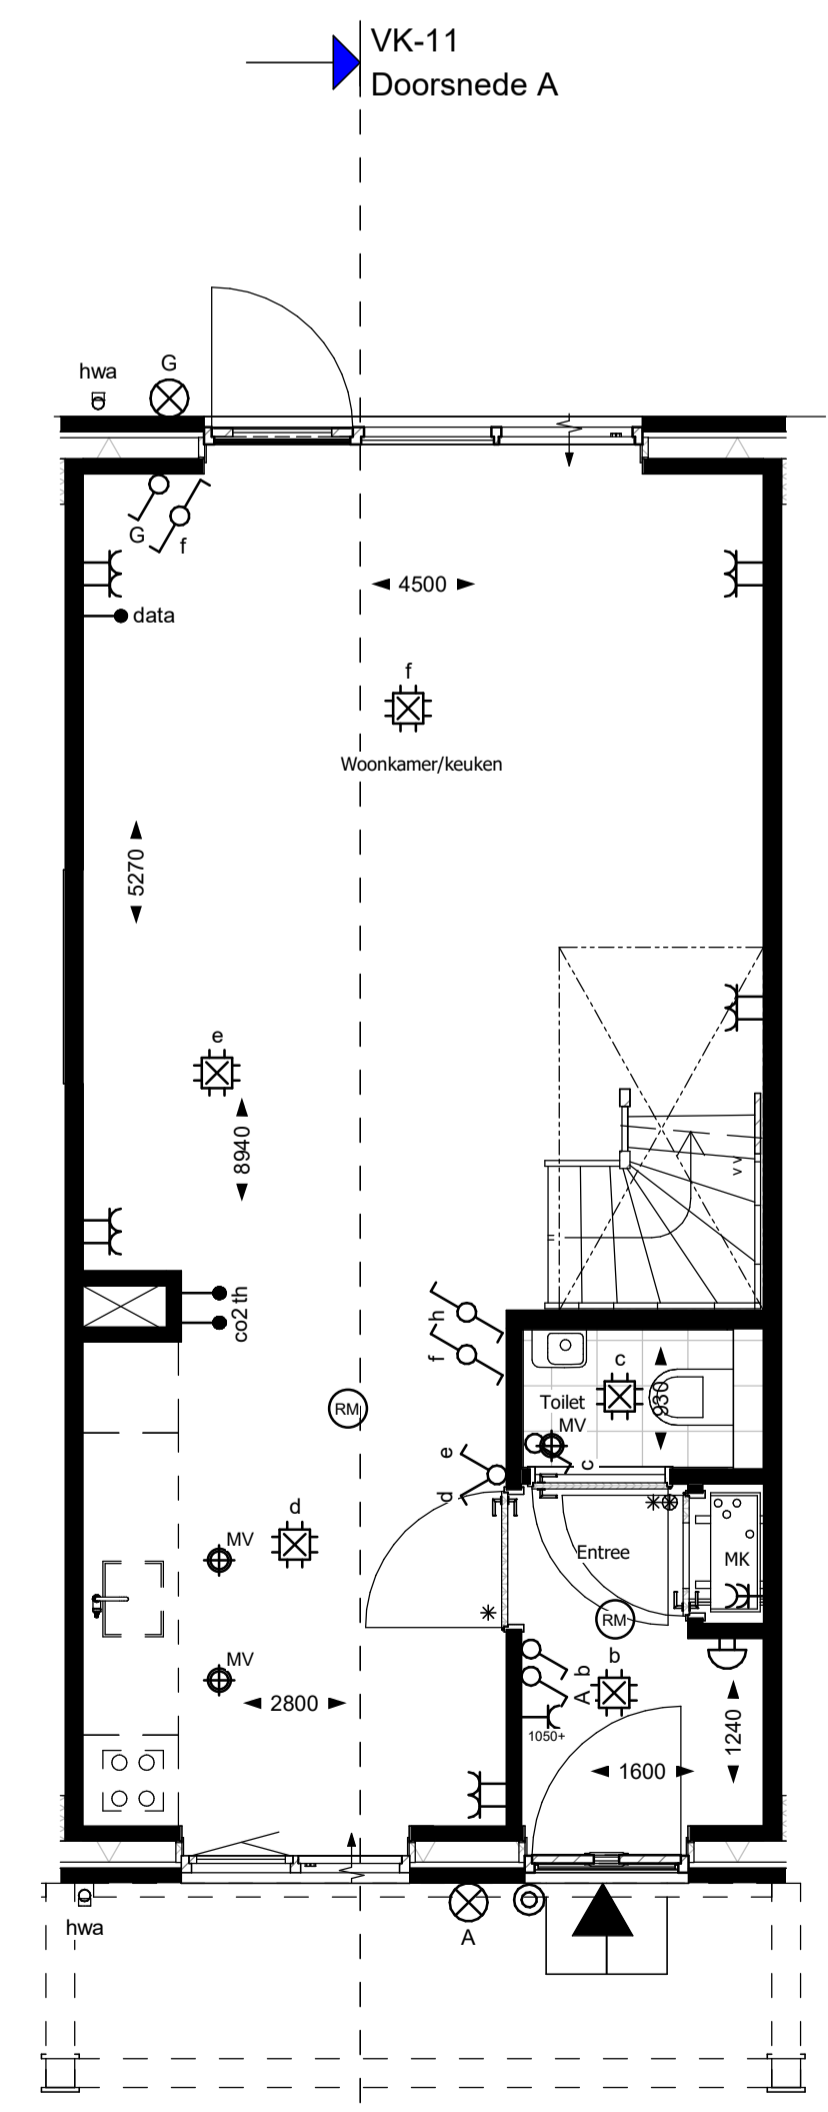 VK-11
Doorsnede A
hwa
G
G
f
4500
data
f
Woonkamer/keuken
5270
e
8940
co2 th
h
f
c
Toilet
930
MV
c
RM
e
d
d
MV
Entree
MK
RM
MV
b
A
b
1050+
2800
1600
1240
hwa
A